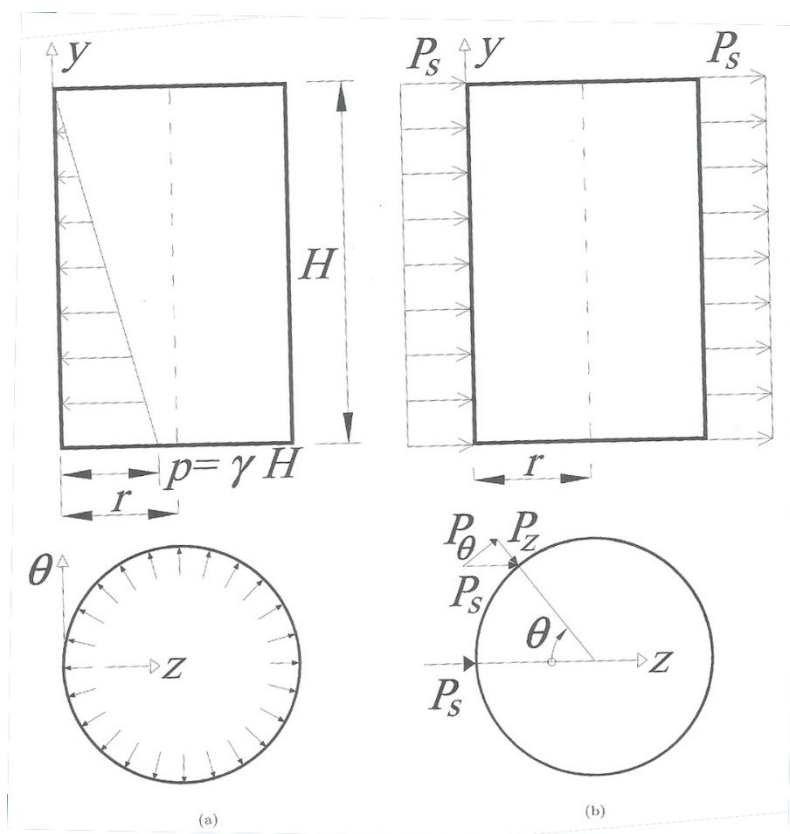 y
H
p= γ H
r
θ
z
(a)
P_s y P_s
r
P_θ P_z
P_s
θ
z
P_s
(b)